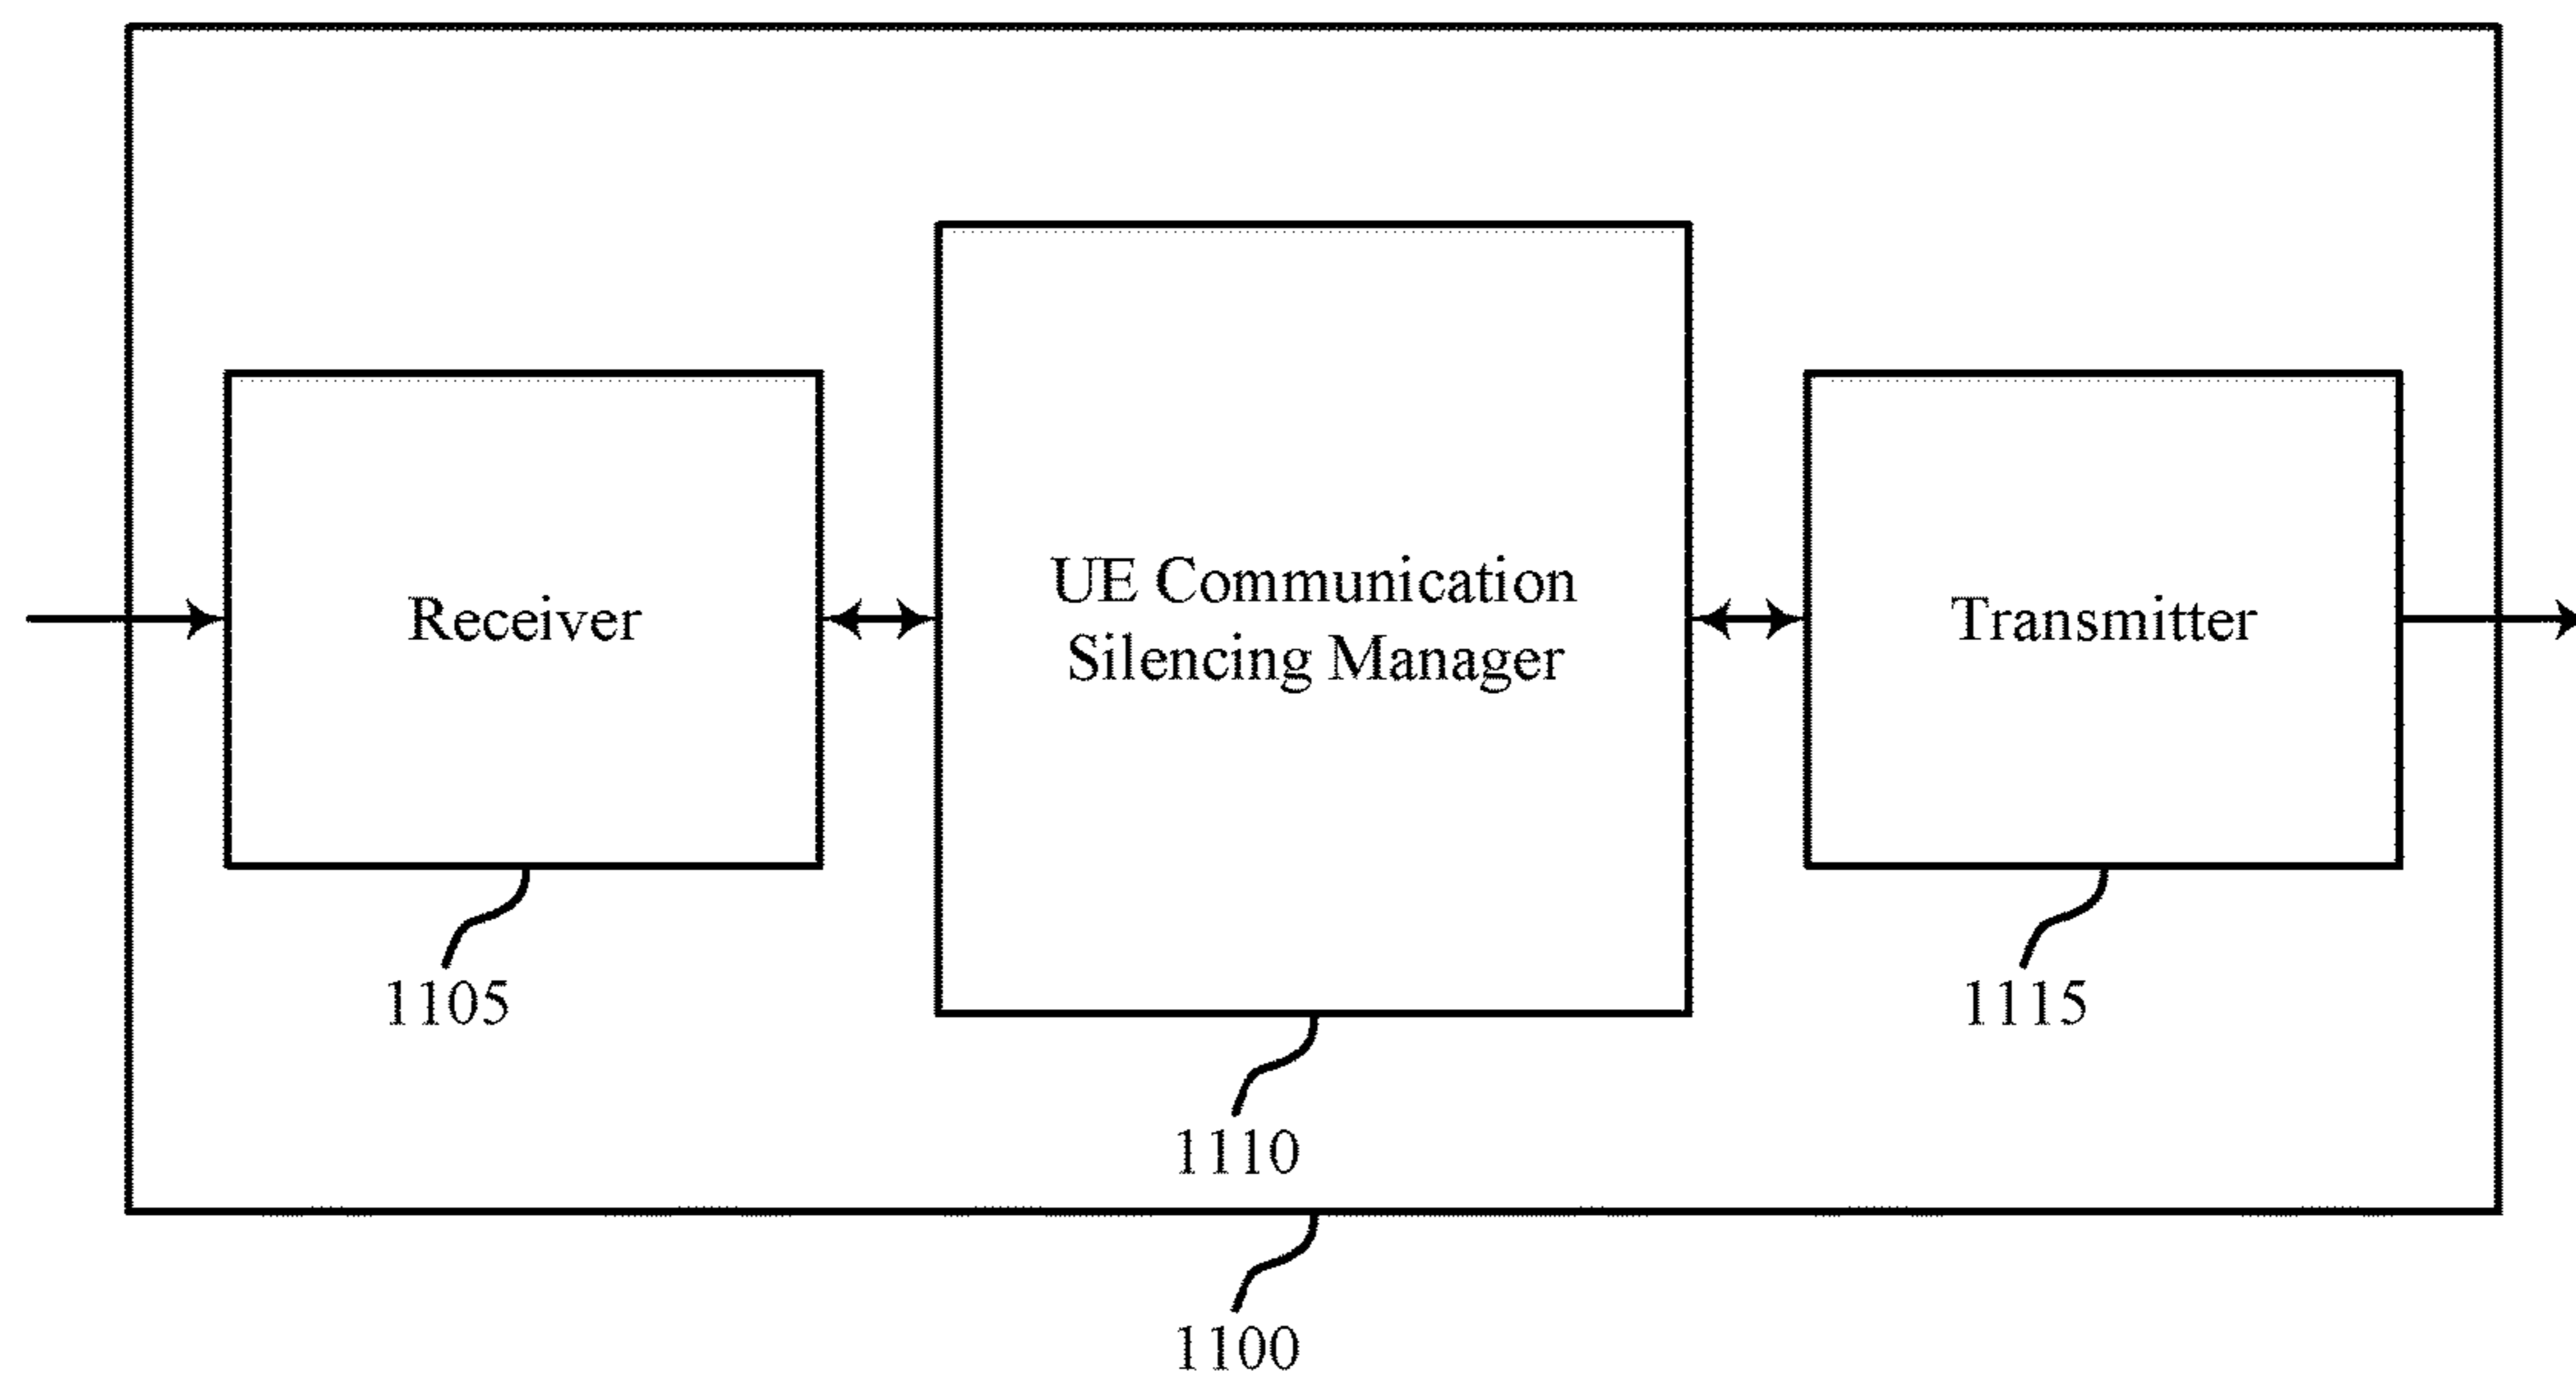 Receiver
UE Communication
Silencing Manager
Transmitter
1105
1115
1110
1100